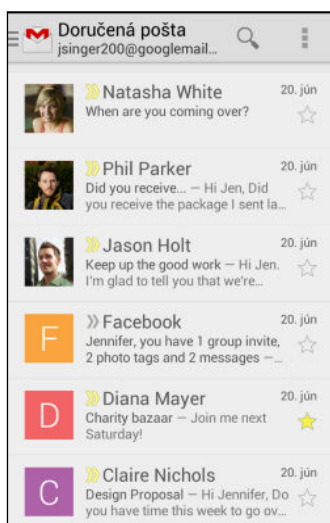 Doručená pošta
jsinger200@googlemail...
Natasha White 20. jún
When are you coming over?
Phil Parker 20. jún
Did you receive... – Hi Jen, Did
you receive the package I sent la...
Jason Holt 20. jún
Keep up the good work – Hi Jen.
I'm glad to tell you that we're...
F
Facebook 20. jún
Jennifer, you have 1 group invite,
2 photo tags and 2 messages –...
D
Diana Mayer 20. jún
Charity bazaar – Join me next
Saturday!
C
Claire Nichols 20. jún
Design Proposal – Hi Jennifer, Do
you have time this week to go ov...